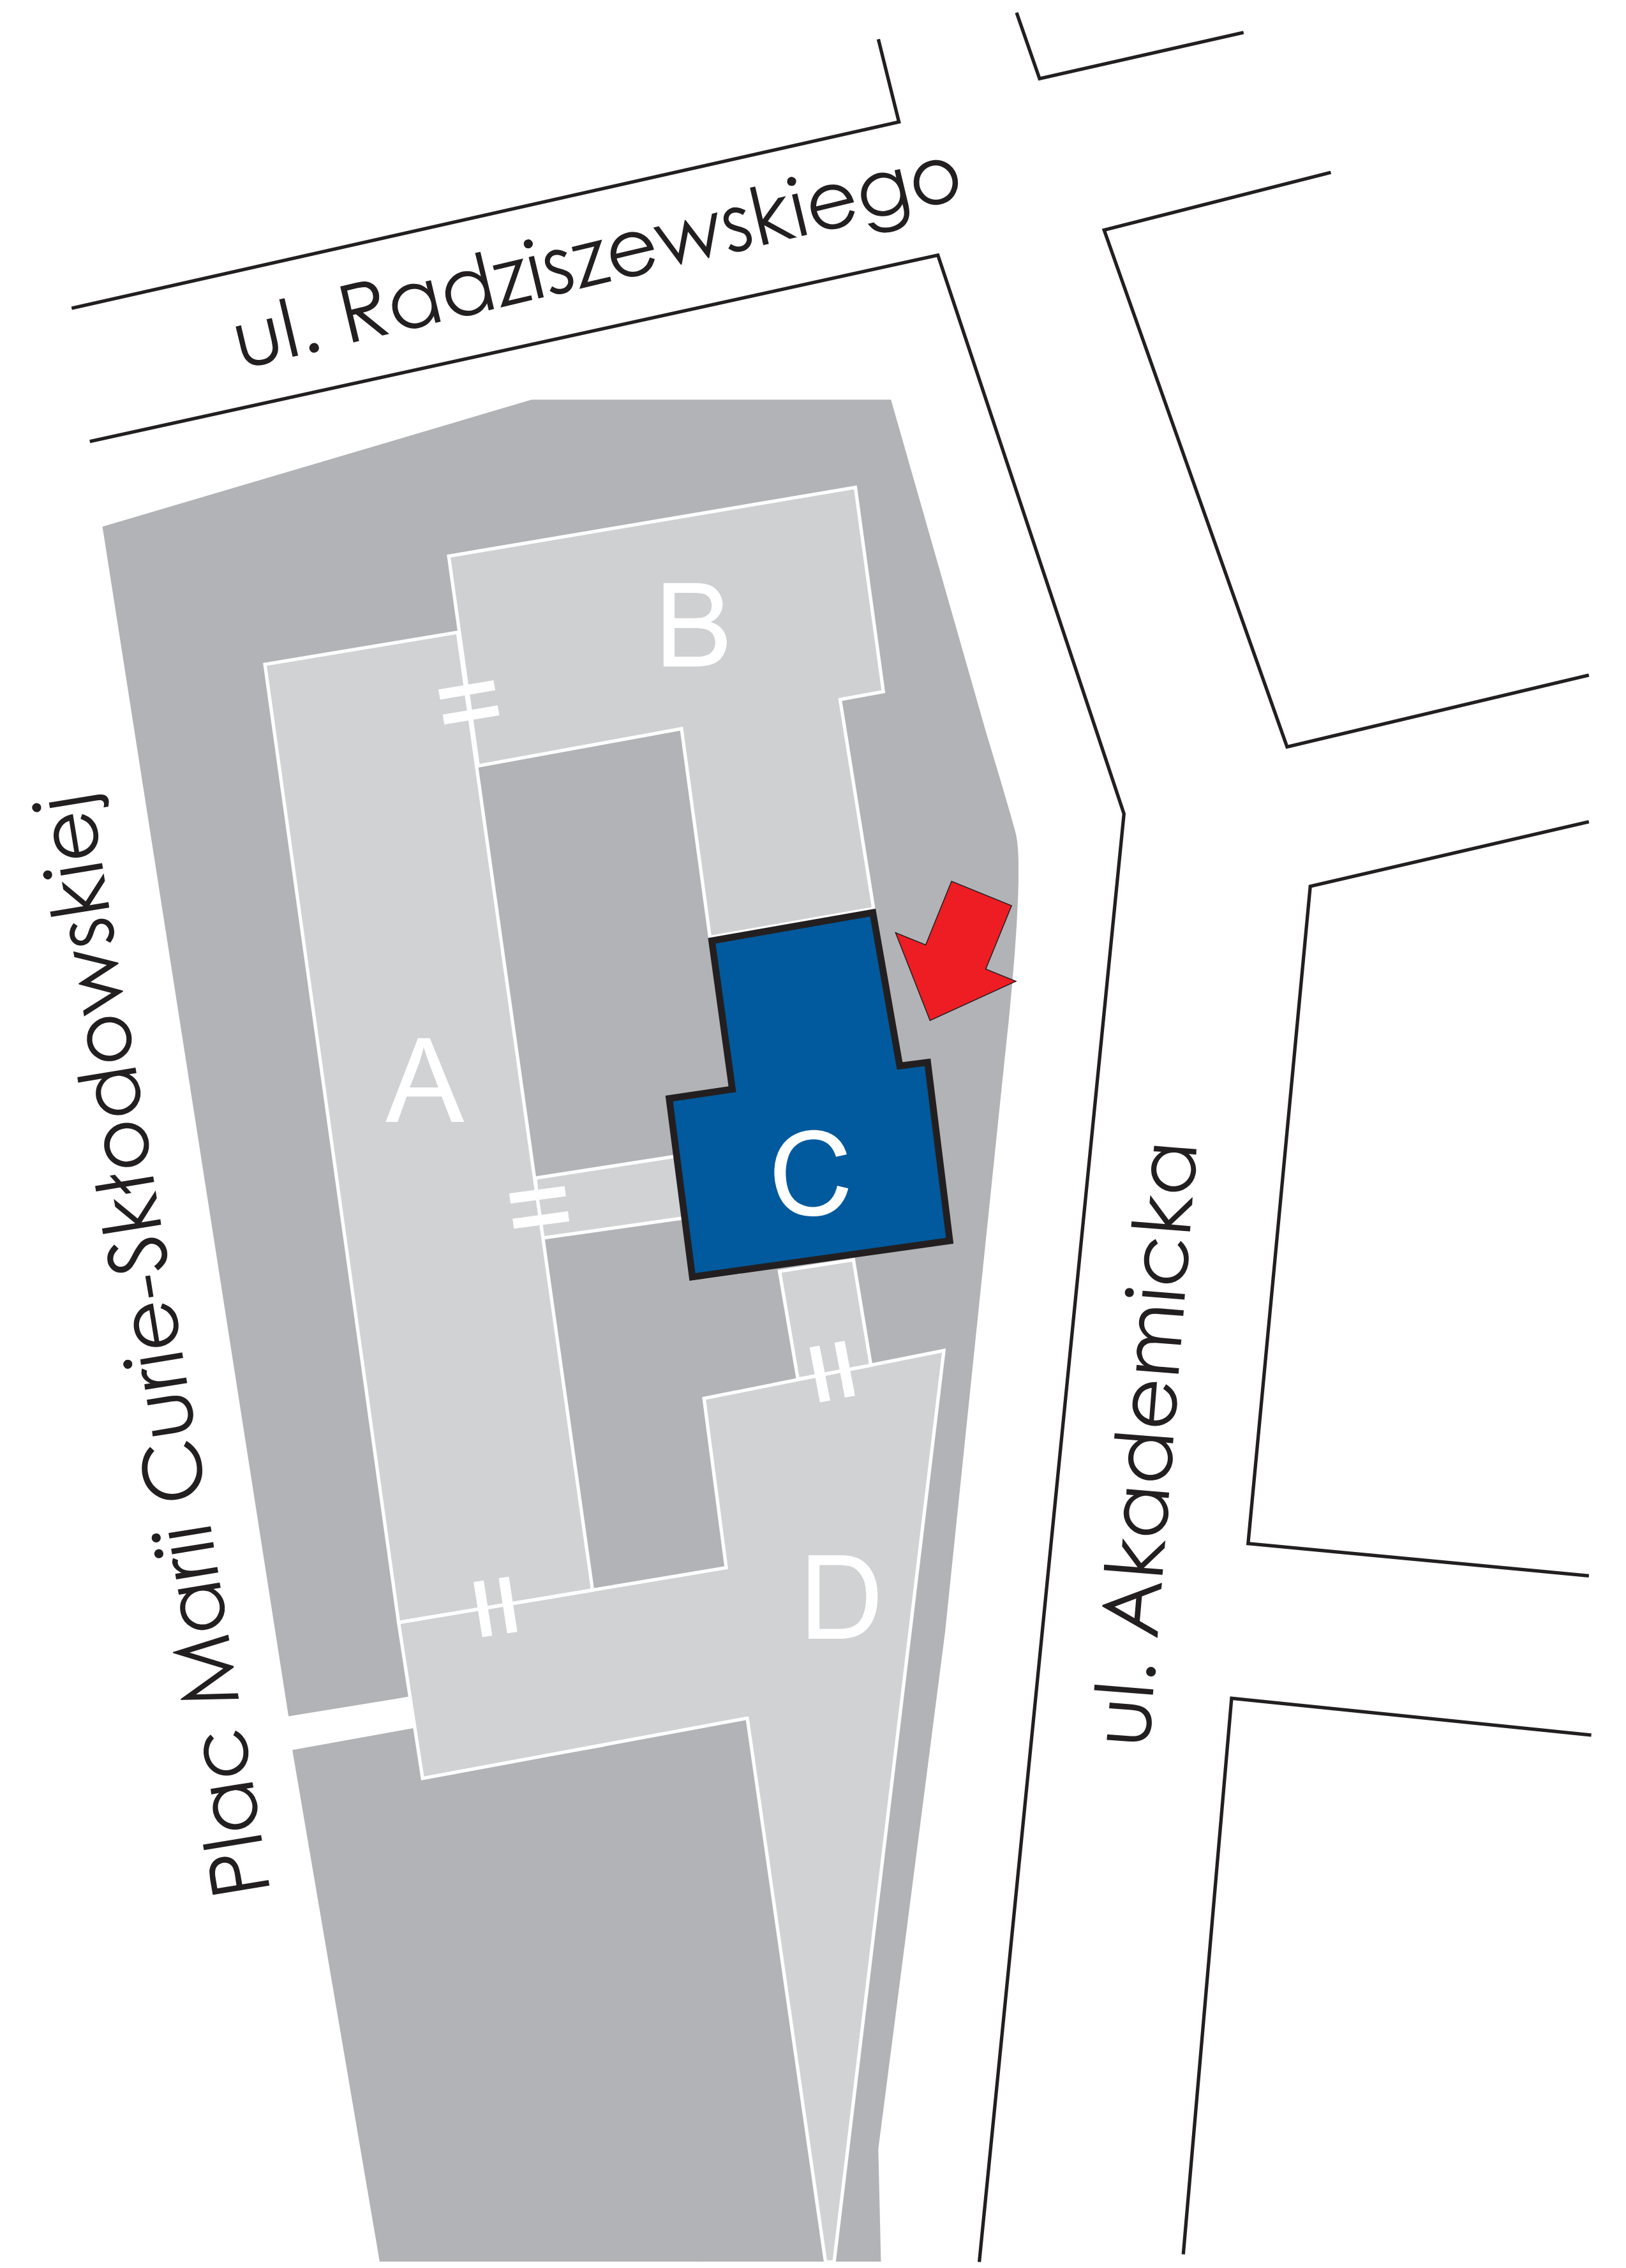 ul. Radziszewskiego
B
Plac Marii Curie-Skłodowskiej
A
C
ul. Akademicka
D